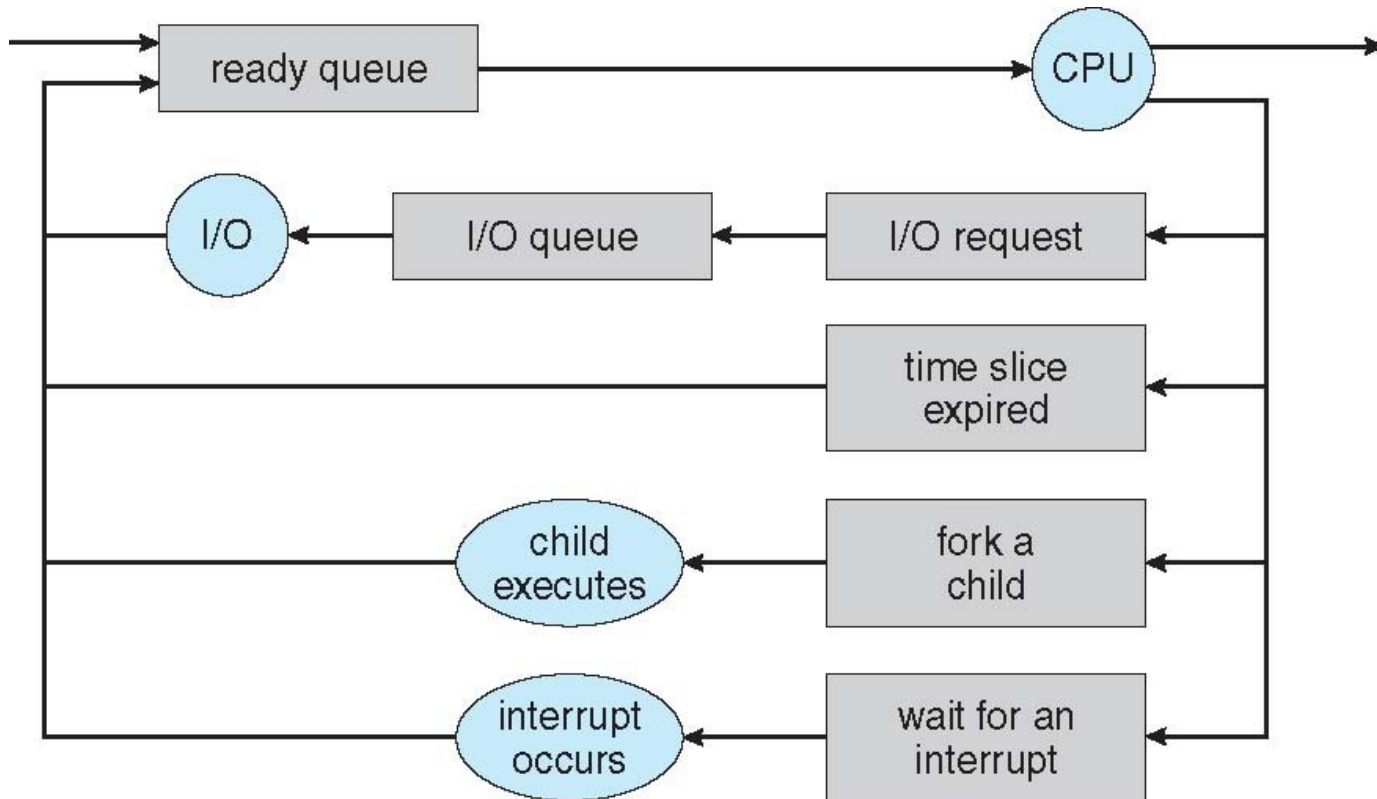 ready queue
CPU
I/O
I/O queue
I/O request
time slice
expired
child
executes
fork a
child
interrupt
occurs
wait for an
interrupt